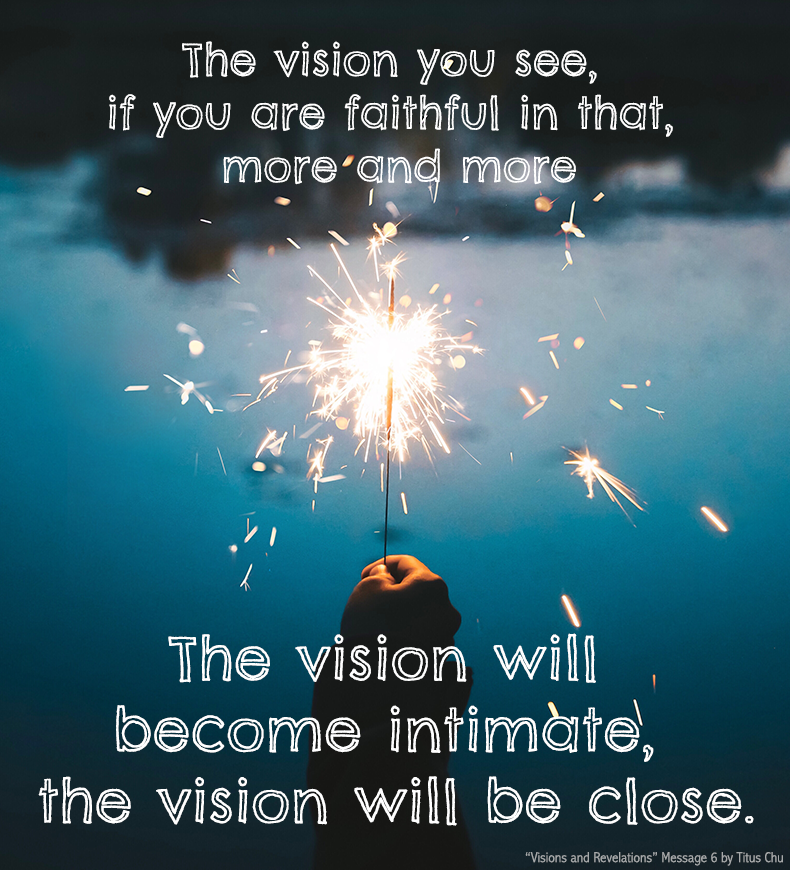 The vision you see,
if you are faithful in that,
more and more
The vision will
become intimate,
the vision will be close.
“Visions and Revelations” Message 6 by Titus Chu